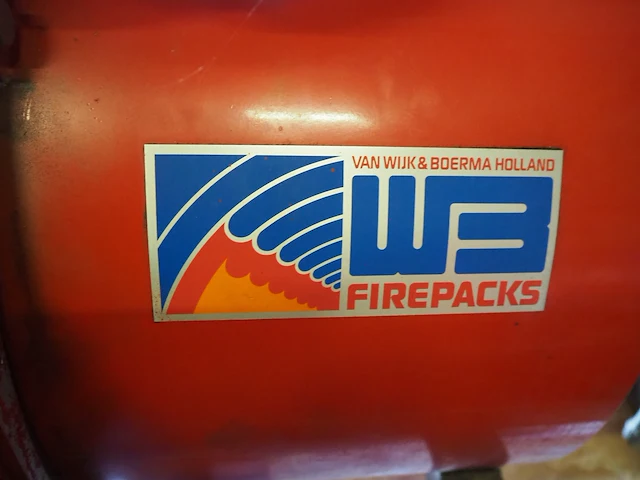 VAN WIJK & BOERMA HOLLAND
WB
FIREPACKS